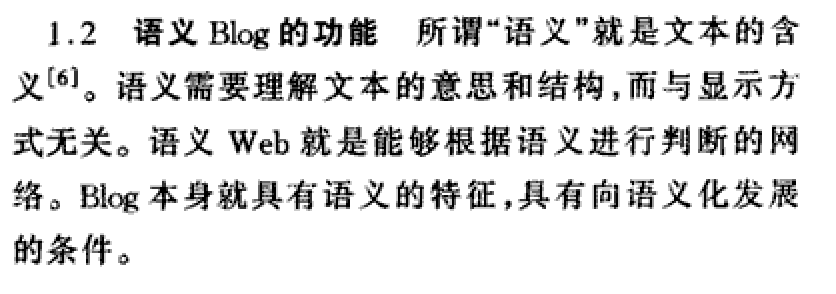 1.2 语义 Blog 的功能 所谓“语义”就是文本的含
义[6]。语义需要理解文本的意思和结构,而与显示方
式无关。语义 Web 就是能够根据语义进行判断的网
络。Blog 本身就具有语义的特征,具有向语义化发展
的条件。